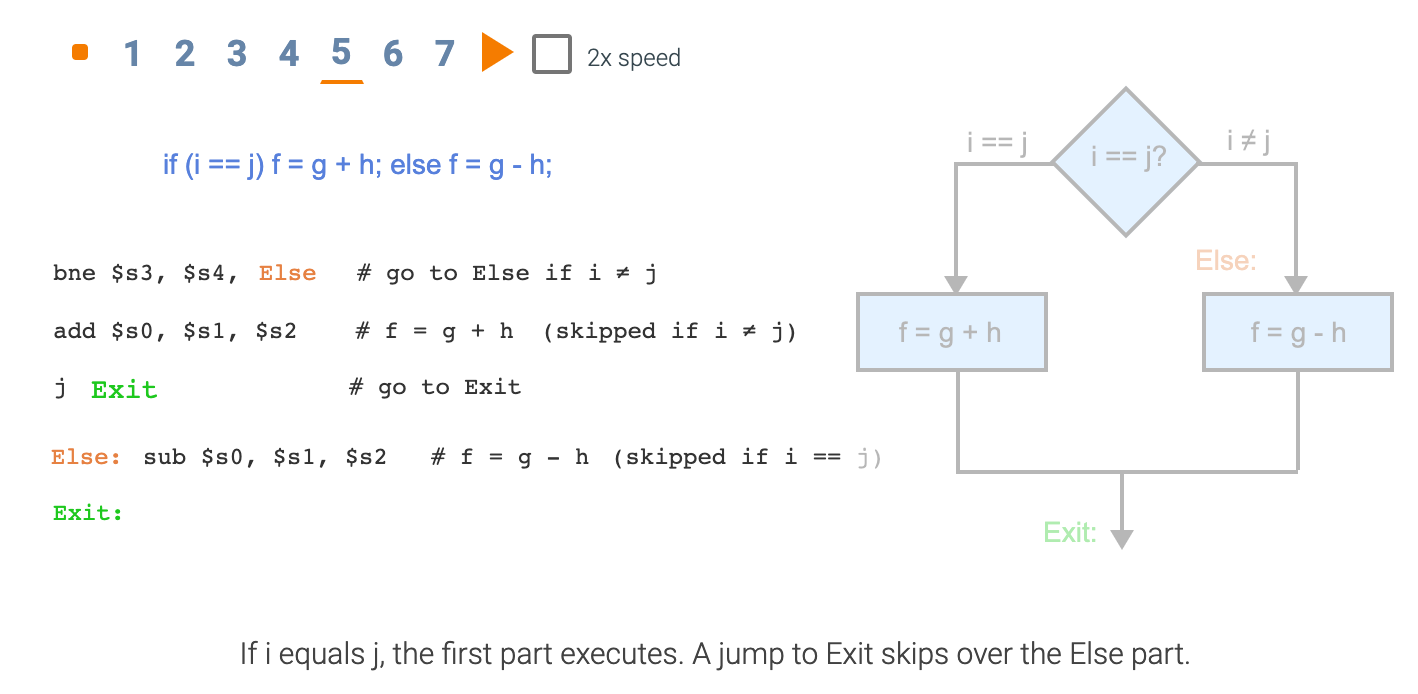 1 2 3 4 5 6 7 2x speed
if (i == j) f = g + h; else f = g - h;
i == j
i == j?
i ≠ j
bne $s3, $s4, Else # go to Else if i ≠ j
Else:
add $s0, $s1, $s2 # f = g + h (skipped if i ≠ j)
f = g + h
f = g - h
j Exit # go to Exit
Else: sub $s0, $s1, $s2 # f = g - h (skipped if i == j)
Exit:
Exit:
If i equals j, the first part executes. A jump to Exit skips over the Else part.